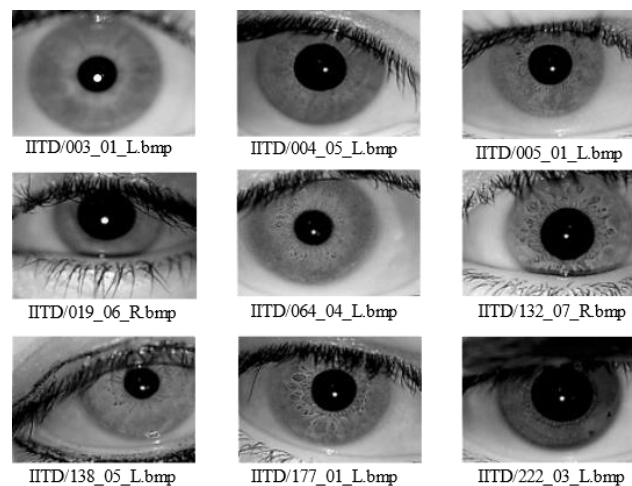 IITD/003_01_L.bmp
IITD/004_05_L.bmp
IITD/005_01_L.bmp
IITD/019_06_R.bmp
IITD/064_04_L.bmp
IITD/132_07_R.bmp
IITD/138_05_L.bmp
IITD/177_01_L.bmp
IITD/222_03_L.bmp